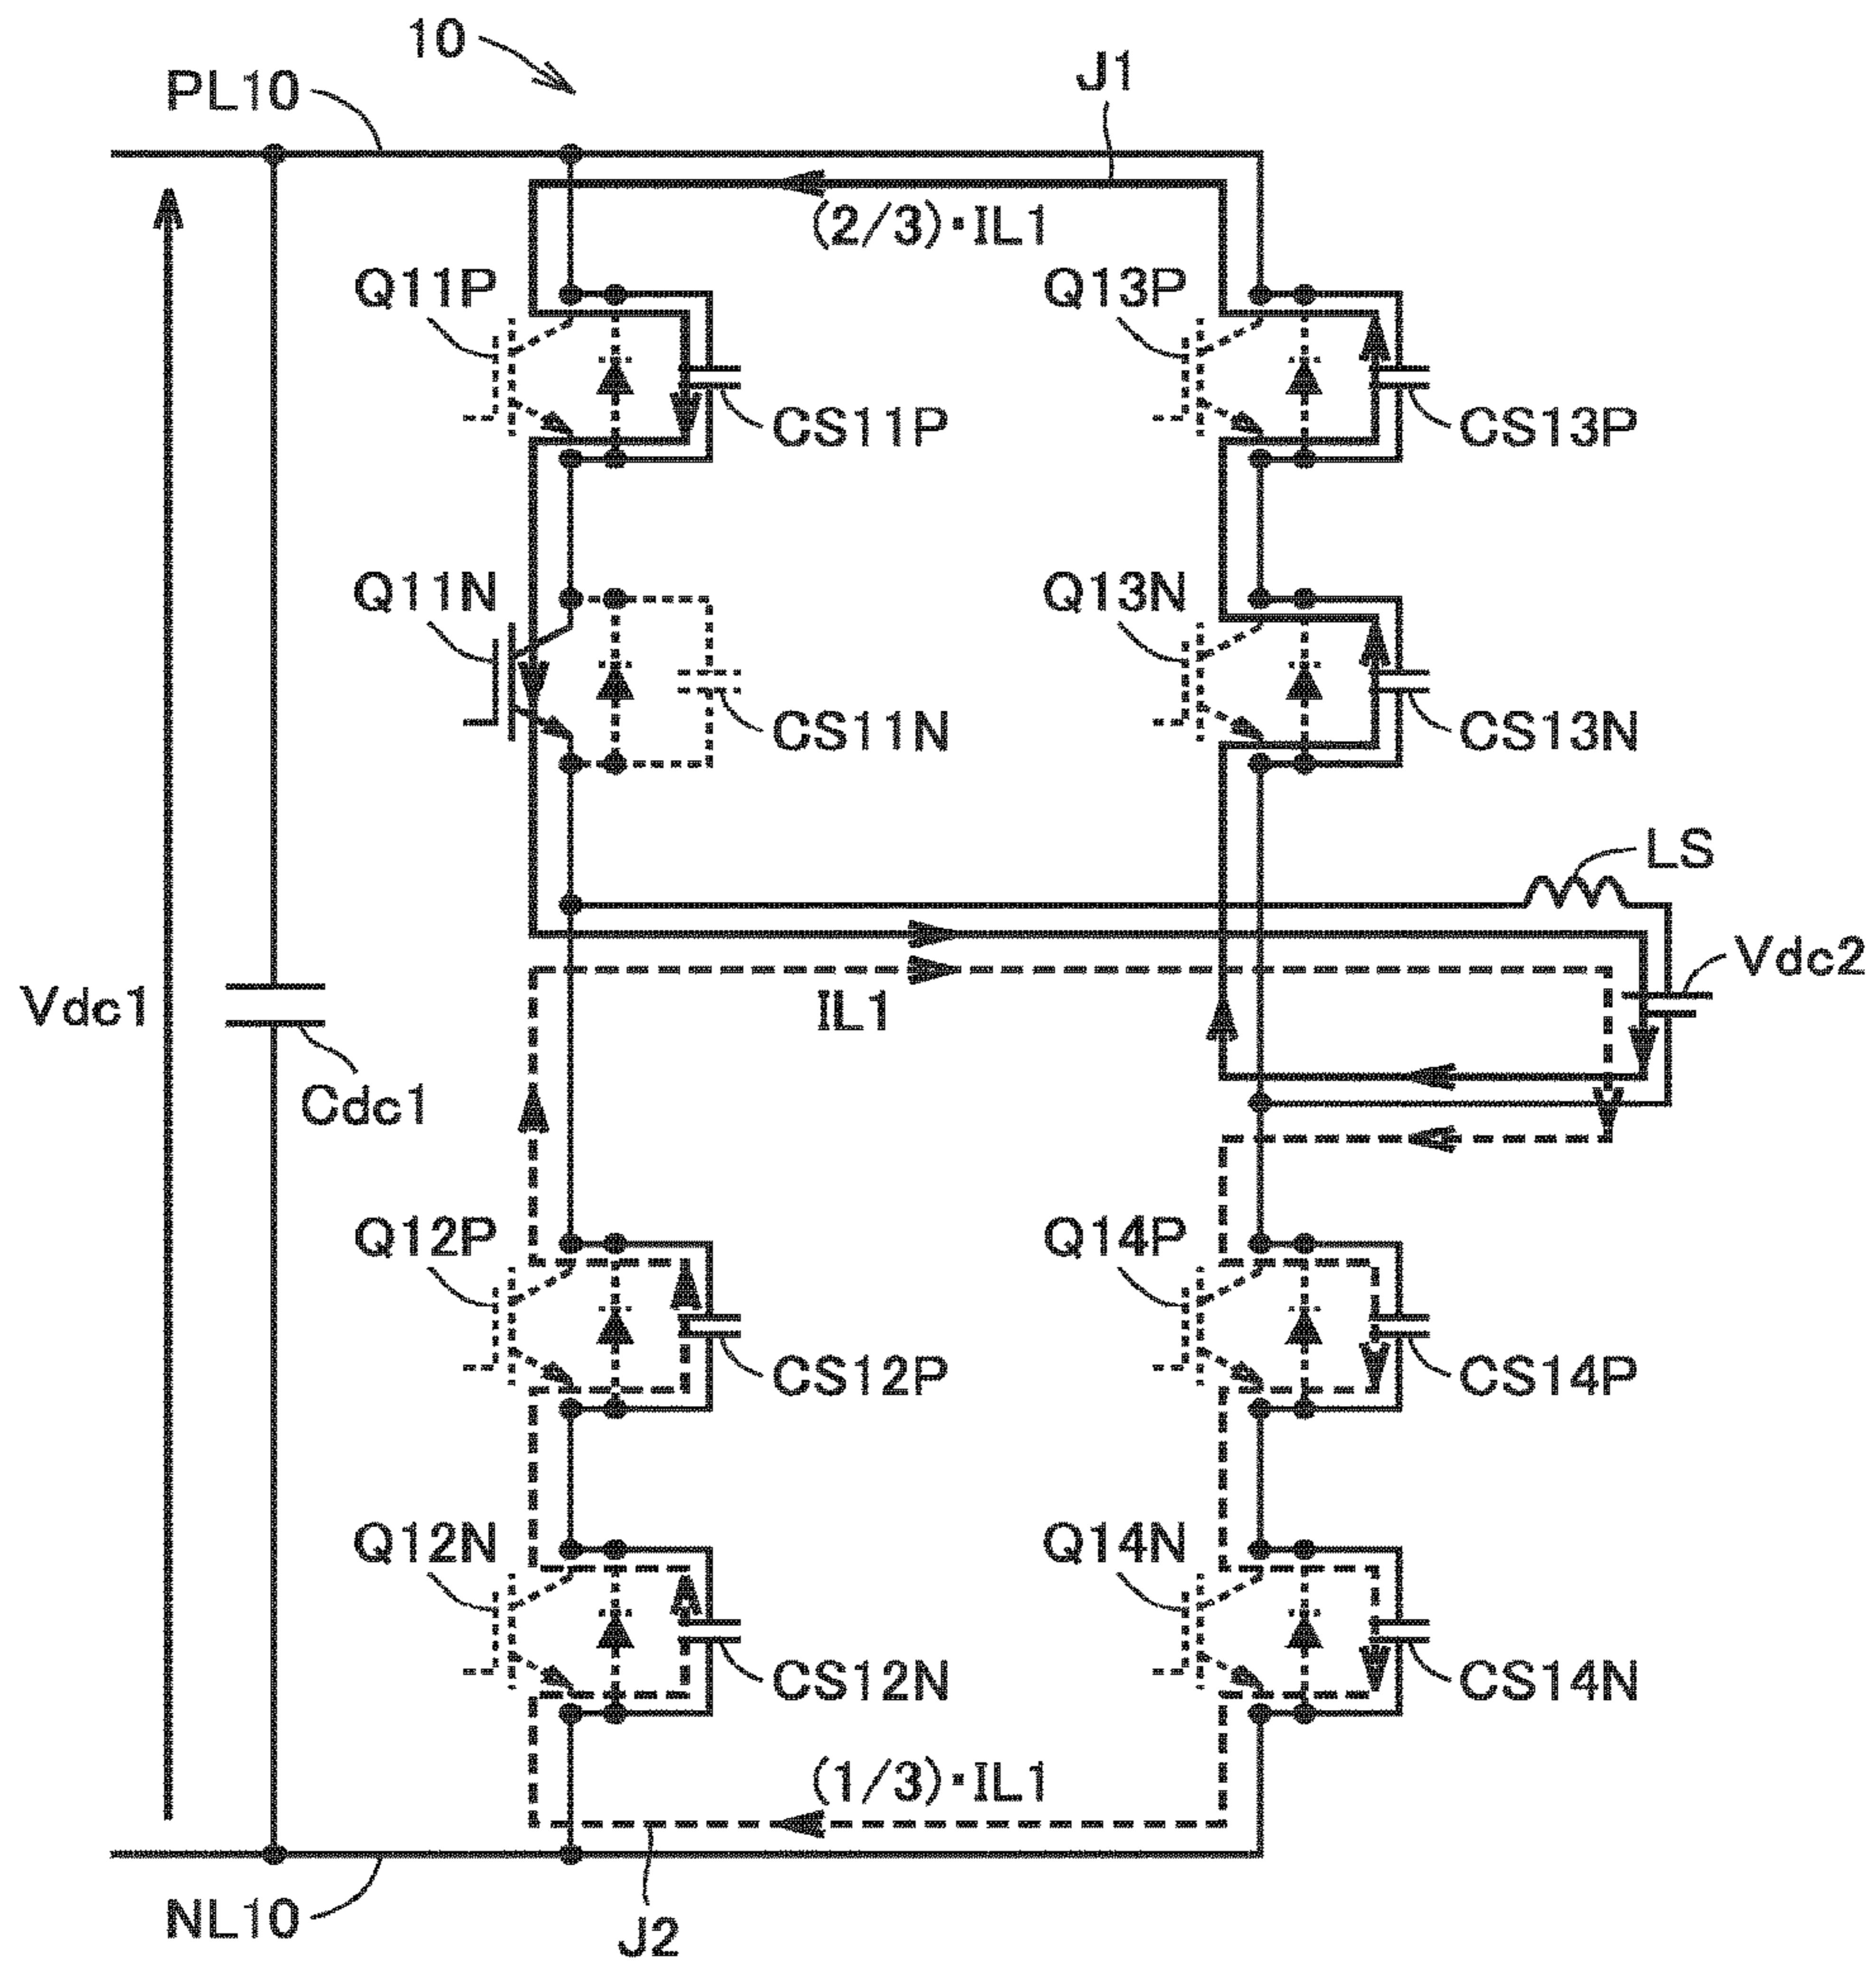 10
PL10
J1
(2/3)・IL1
Q11P
Q13P
CS11P
CS13P
Q11N
Q13N
CS11N
CS13N
LS
Vdc2
Vdc1
IL1
Cdc1
Q12P
Q14P
CS12P
CS14P
Q12N
Q14N
CS12N
CS14N
(1/3)・IL1
NL10
J2